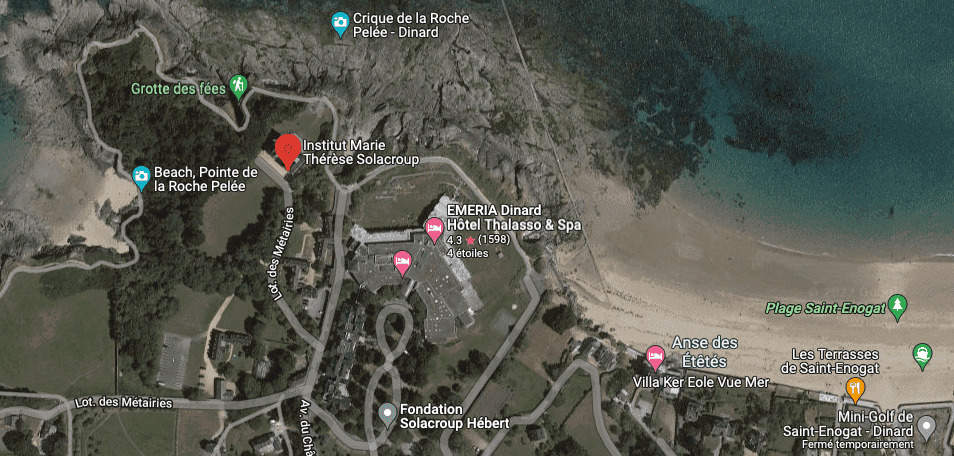 Crique de la Roche
Pelée - Dinard
Grotte des fées
Institut Marie
Thérèse Solacroup
Beach, Pointe de
la Roche Pelée
Lot. des Métairies
EMERIA Dinard
Hôtel Thalasso & Spa
4.3 ★ (1598)
4 étoiles
Plage Saint-Enogat
Anse des
Étêtés
Les Terrasses
de Saint-Enogat
Villa Ker Eole Vue Mer
Lot. des Métairies
Av. du Châ
Fondation
Solacroup Hébert
Mini-Golf de
Saint-Enogat - Dinard
Fermé temporairement